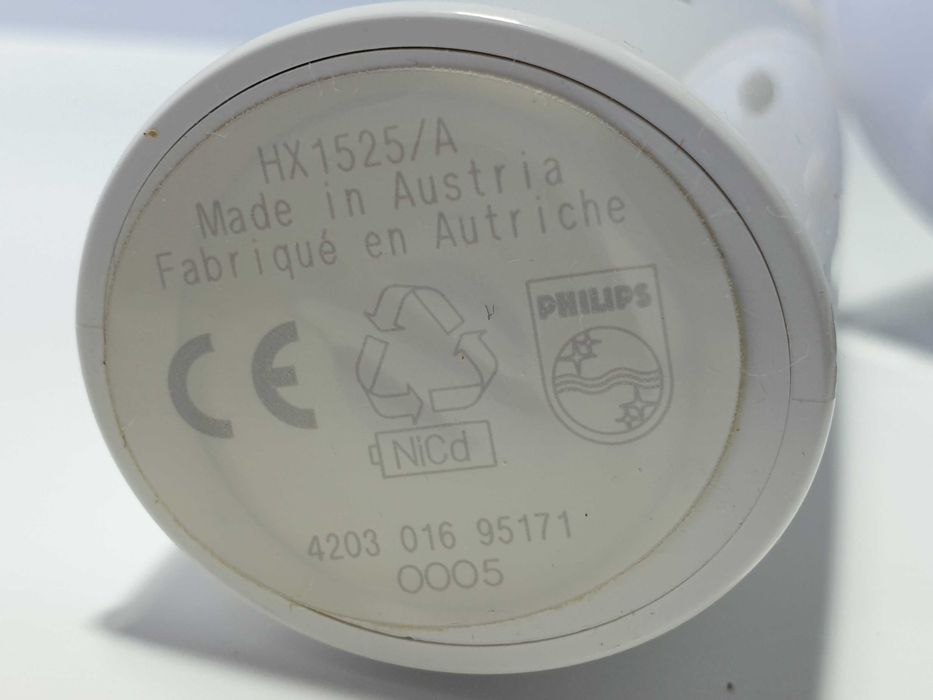 HX1525/A
Made in Austria
Fabriqué en Autriche
CE
PHILIPS
NiCd
4203 016 95171
0005